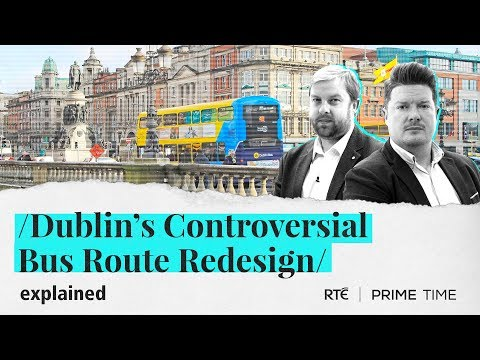 /Dublin's Controversial
Bus Route Redesign/
explained
RTÉ | PRIME TIME